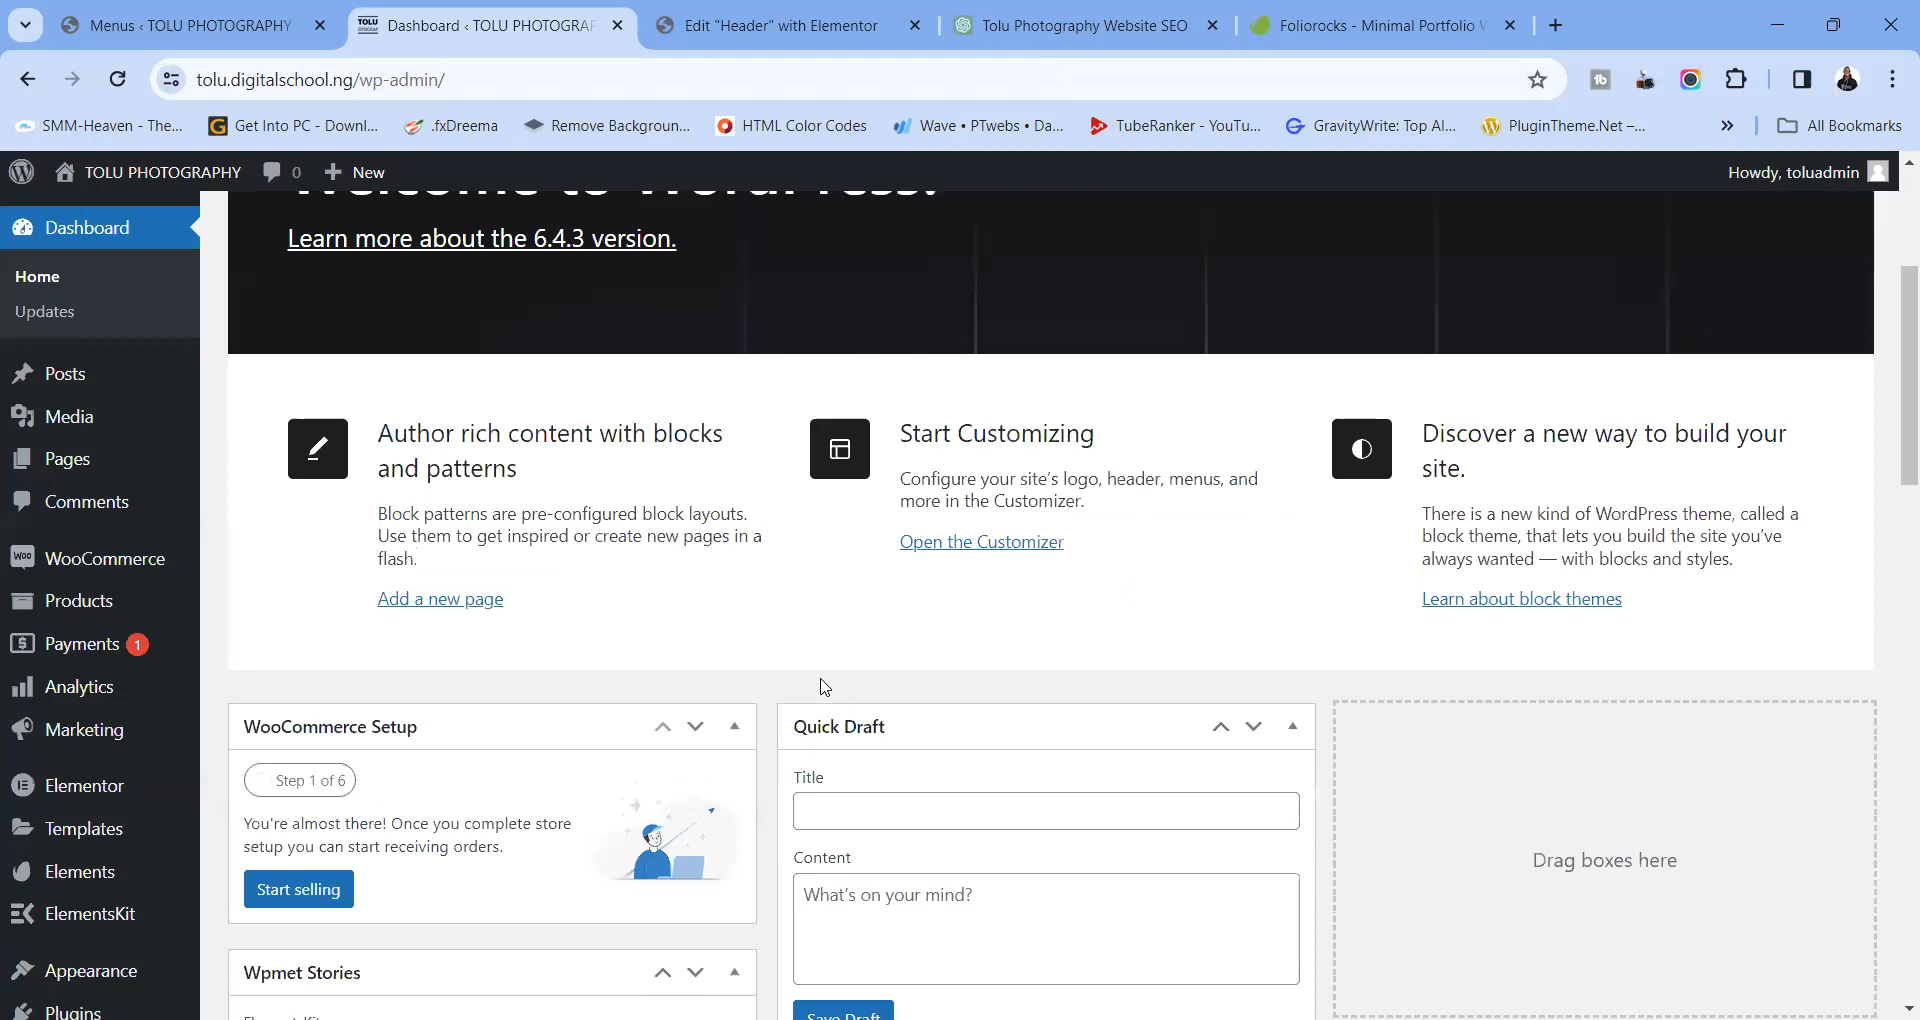 Menus ‹ TOLU PHOTOGRAPHY
Dashboard ‹ TOLU PHOTOGRAP
Edit "Header" with Elementor
Tolu Photography Website SEO
Foliorocks - Minimal Portfolio
tolu.digitalschool.ng/wp-admin/
SMM-Heaven - The...
Get Into PC - Downl...
.fxDreema
Remove Backgroun...
HTML Color Codes
Wave • PTwebs • Da...
TubeRanker - YouTu...
GravityWrite: Top Al...
PluginTheme.Net –...
All Bookmarks
TOLU PHOTOGRAPHY
0
New
Howdy, toluadmin
Welcome to WordPress!
Learn more about the 6.4.3 version.
Dashboard
Home
Updates
Posts
Media
Pages
Comments
WooCommerce
Products
Payments 1
Analytics
Marketing
Elementor
Templates
Elements
ElementsKit
Appearance
Plugins
Author rich content with blocks
and patterns
Block patterns are pre-configured block layouts.
Use them to get inspired or create new pages in a
flash.
Add a new page
Start Customizing
Configure your site's logo, header, menus, and
more in the Customizer.
Open the Customizer
Discover a new way to build your
site.
There is a new kind of WordPress theme, called a
block theme, that lets you build the site you've
always wanted — with blocks and styles.
Learn about block themes
WooCommerce Setup
Step 1 of 6
You're almost there! Once you complete store
setup you can start receiving orders.
Start selling
Wpmet Stories
Quick Draft
Title
Content
What's on your mind?
Save Draft
Drag boxes here